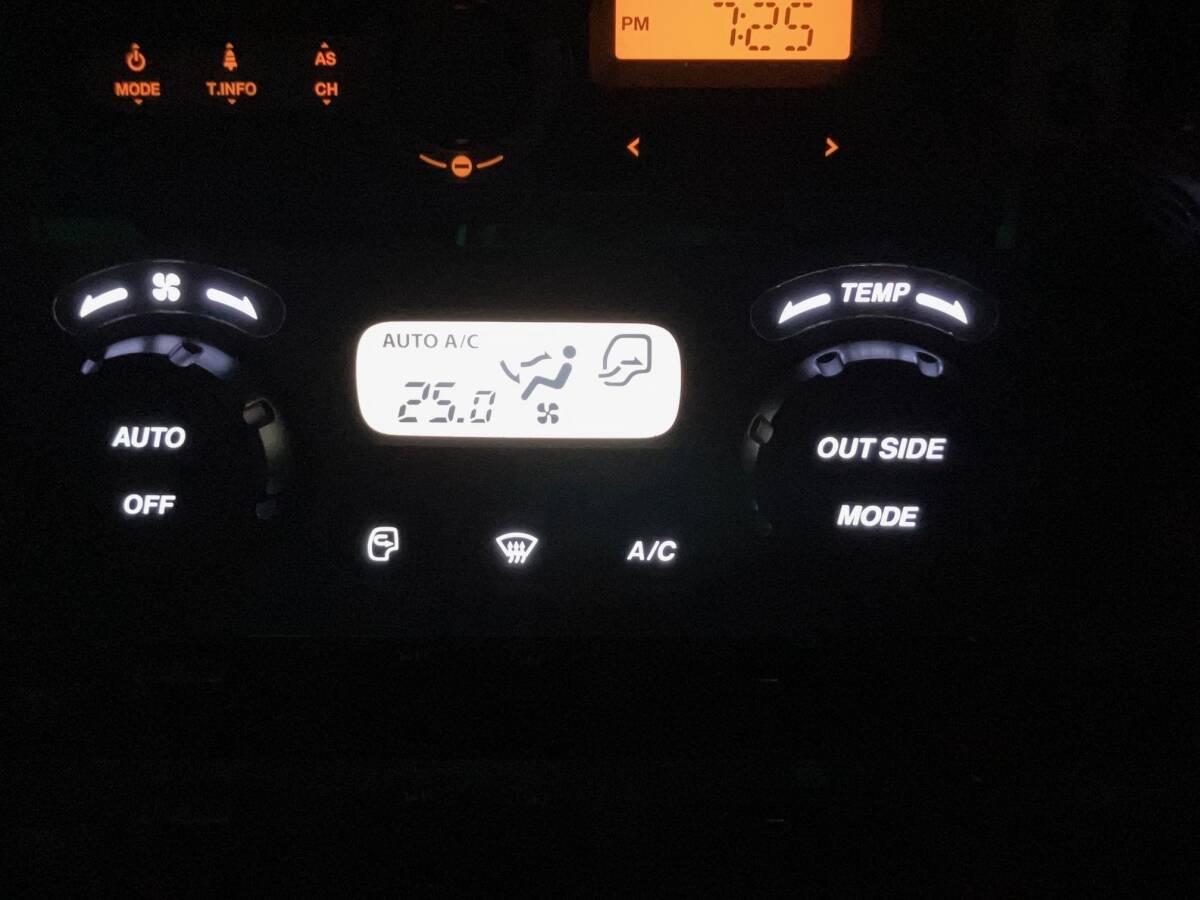 PM 7:25
AS
MODE T.INFO CH
TEMP
AUTO A/C
25.0
AUTO
OUT SIDE
OFF
MODE
A/C